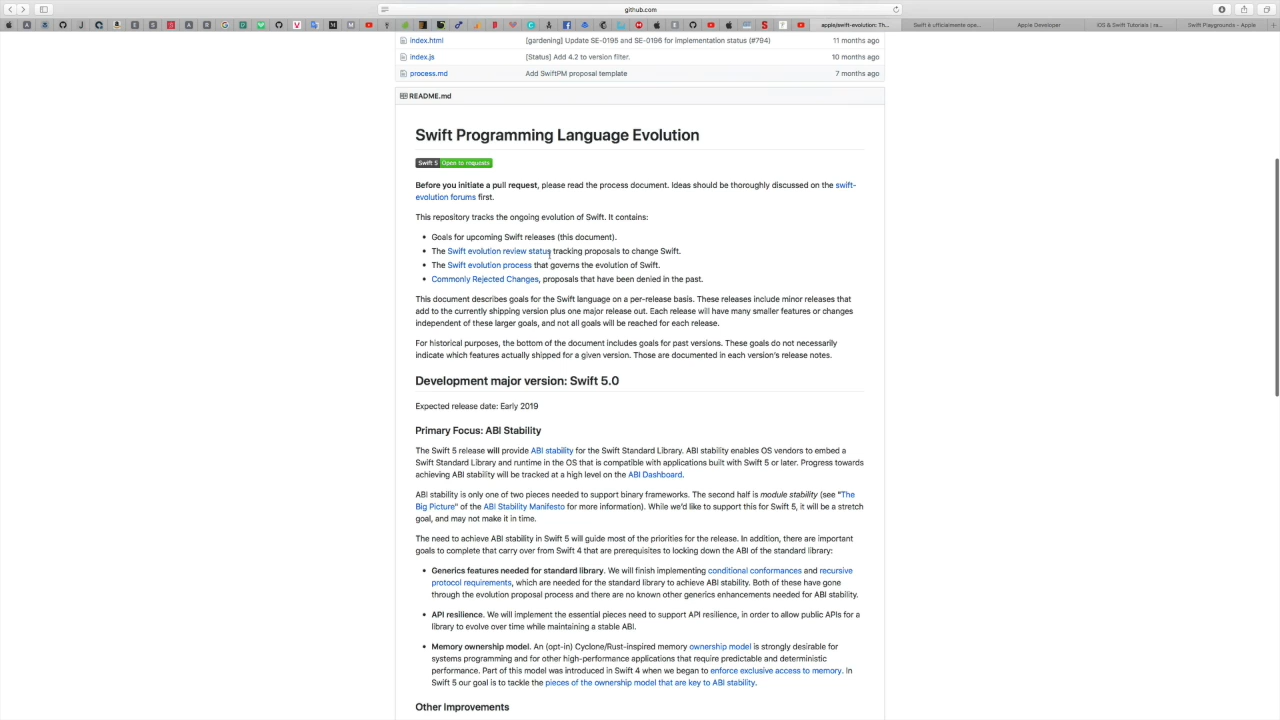 github.com
apple/swift-evolution: Th...
Swift è ufficialmente ope...
Apple Developer
iOS & Swift Tutorials | ra...
Swift Playgrounds - Apple
index.html [gardening] Update SE-0195 and SE-0196 for implementation status (#794) 11 months ago
index.js [Status] Add 4.2 to version filter. 10 months ago
process.md Add SwiftPM proposal template 7 months ago
README.md
Swift Programming Language Evolution
Swift 5 Open to requests
Before you initiate a pull request, please read the process document. Ideas should be thoroughly discussed on the swift-
evolution forums first.
This repository tracks the ongoing evolution of Swift. It contains:
• Goals for upcoming Swift releases (this document).
• The Swift evolution review status tracking proposals to change Swift.
• The Swift evolution process that governs the evolution of Swift.
• Commonly Rejected Changes, proposals that have been denied in the past.
This document describes goals for the Swift language on a per-release basis. These releases include minor releases that
add to the currently shipping version plus one major release out. Each release will have many smaller features or changes
independent of these larger goals, and not all goals will be reached for each release.
For historical purposes, the bottom of the document includes goals for past versions. These goals do not necessarily
indicate which features actually shipped for a given version. Those are documented in each version's release notes.
Development major version: Swift 5.0
Expected release date: Early 2019
Primary Focus: ABI Stability
The Swift 5 release will provide ABI stability for the Swift Standard Library. ABI stability enables OS vendors to embed a
Swift Standard Library and runtime in the OS that is compatible with applications built with Swift 5 or later. Progress towards
achieving ABI stability will be tracked at a high level on the ABI Dashboard.
ABI stability is only one of two pieces needed to support binary frameworks. The second half is module stability (see "The
Big Picture" of the ABI Stability Manifesto for more information). While we'd like to support this for Swift 5, it will be a stretch
goal, and may not make it in time.
The need to achieve ABI stability in Swift 5 will guide most of the priorities for the release. In addition, there are important
goals to complete that carry over from Swift 4 that are prerequisites to locking down the ABI of the standard library:
• Generics features needed for standard library. We will finish implementing conditional conformances and recursive
protocol requirements, which are needed for the standard library to achieve ABI stability. Both of these have gone
through the evolution proposal process and there are no known other generics enhancements needed for ABI stability.
• API resilience. We will implement the essential pieces need to support API resilience, in order to allow public APIs for a
library to evolve over time while maintaining a stable ABI.
• Memory ownership model. An (opt-in) Cyclone/Rust-inspired memory ownership model is strongly desirable for
systems programming and for other high-performance applications that require predictable and deterministic
performance. Part of this model was introduced in Swift 4 when we began to enforce exclusive access to memory. In
Swift 5 our goal is to tackle the pieces of the ownership model that are key to ABI stability.
Other Improvements